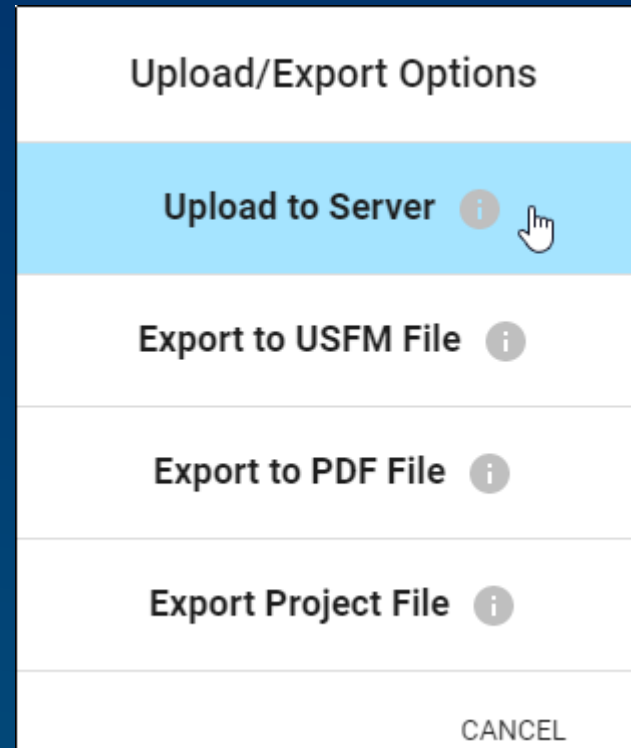 Upload/Export Options
Upload to Server
Export to USFM File
Export to PDF File
Export Project File
CANCEL